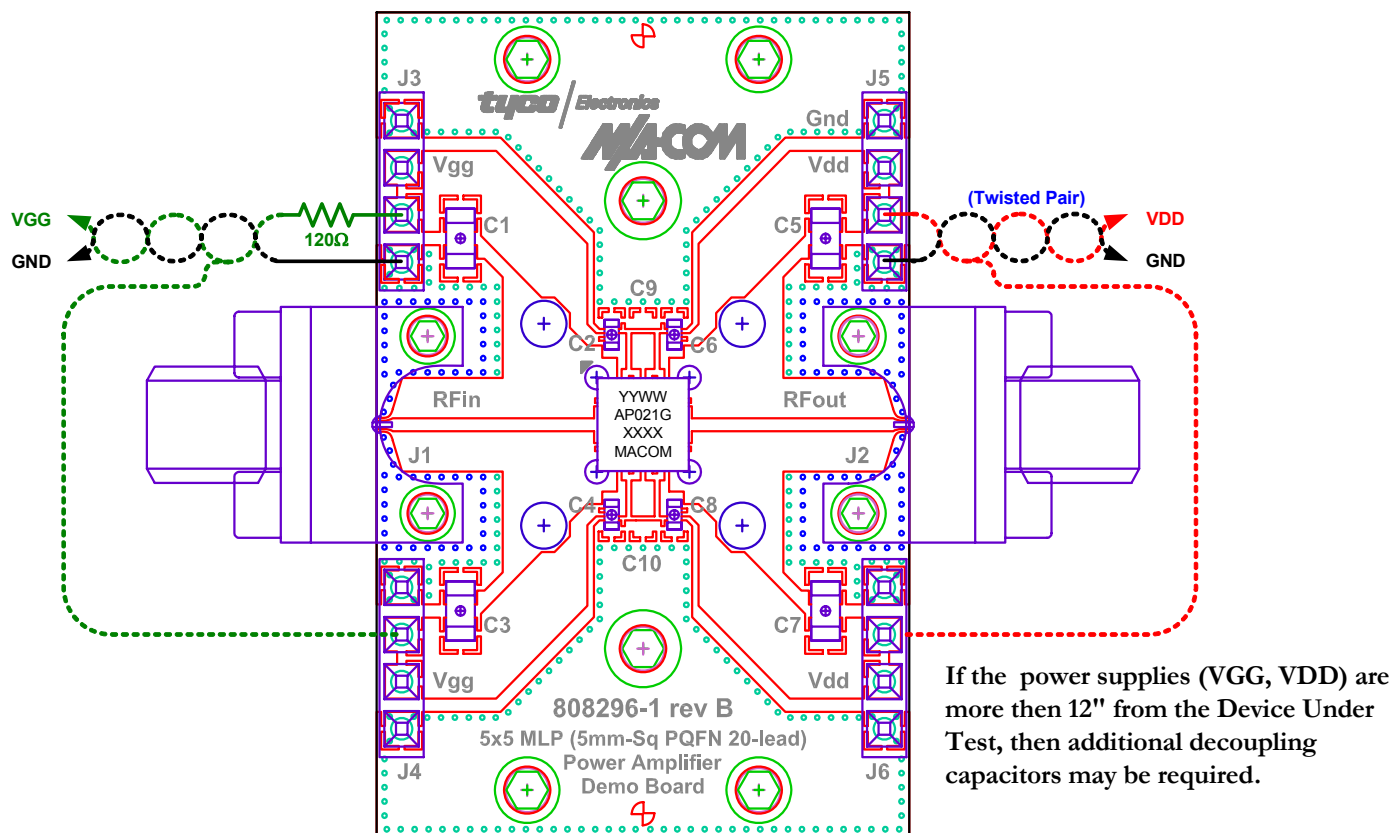 J3
J5
tyco / Electronics
M/A-COM
Gnd
Vgg
Vdd
(Twisted Pair)
VGG
120Ω
C1
C5
VDD
GND
GND
C9
C2
C6
RFin
YYWW
AP021G
XXXX
MACOM
RFout
J1
J2
C4
C8
C10
C3
C7
Vgg
Vdd
808296-1 rev B
5x5 MLP (5mm-Sq PQFN 20-lead)
Power Amplifier
Demo Board
J4
J6
If the power supplies (VGG, VDD) are
more then 12" from the Device Under
Test, then additional decoupling
capacitors may be required.